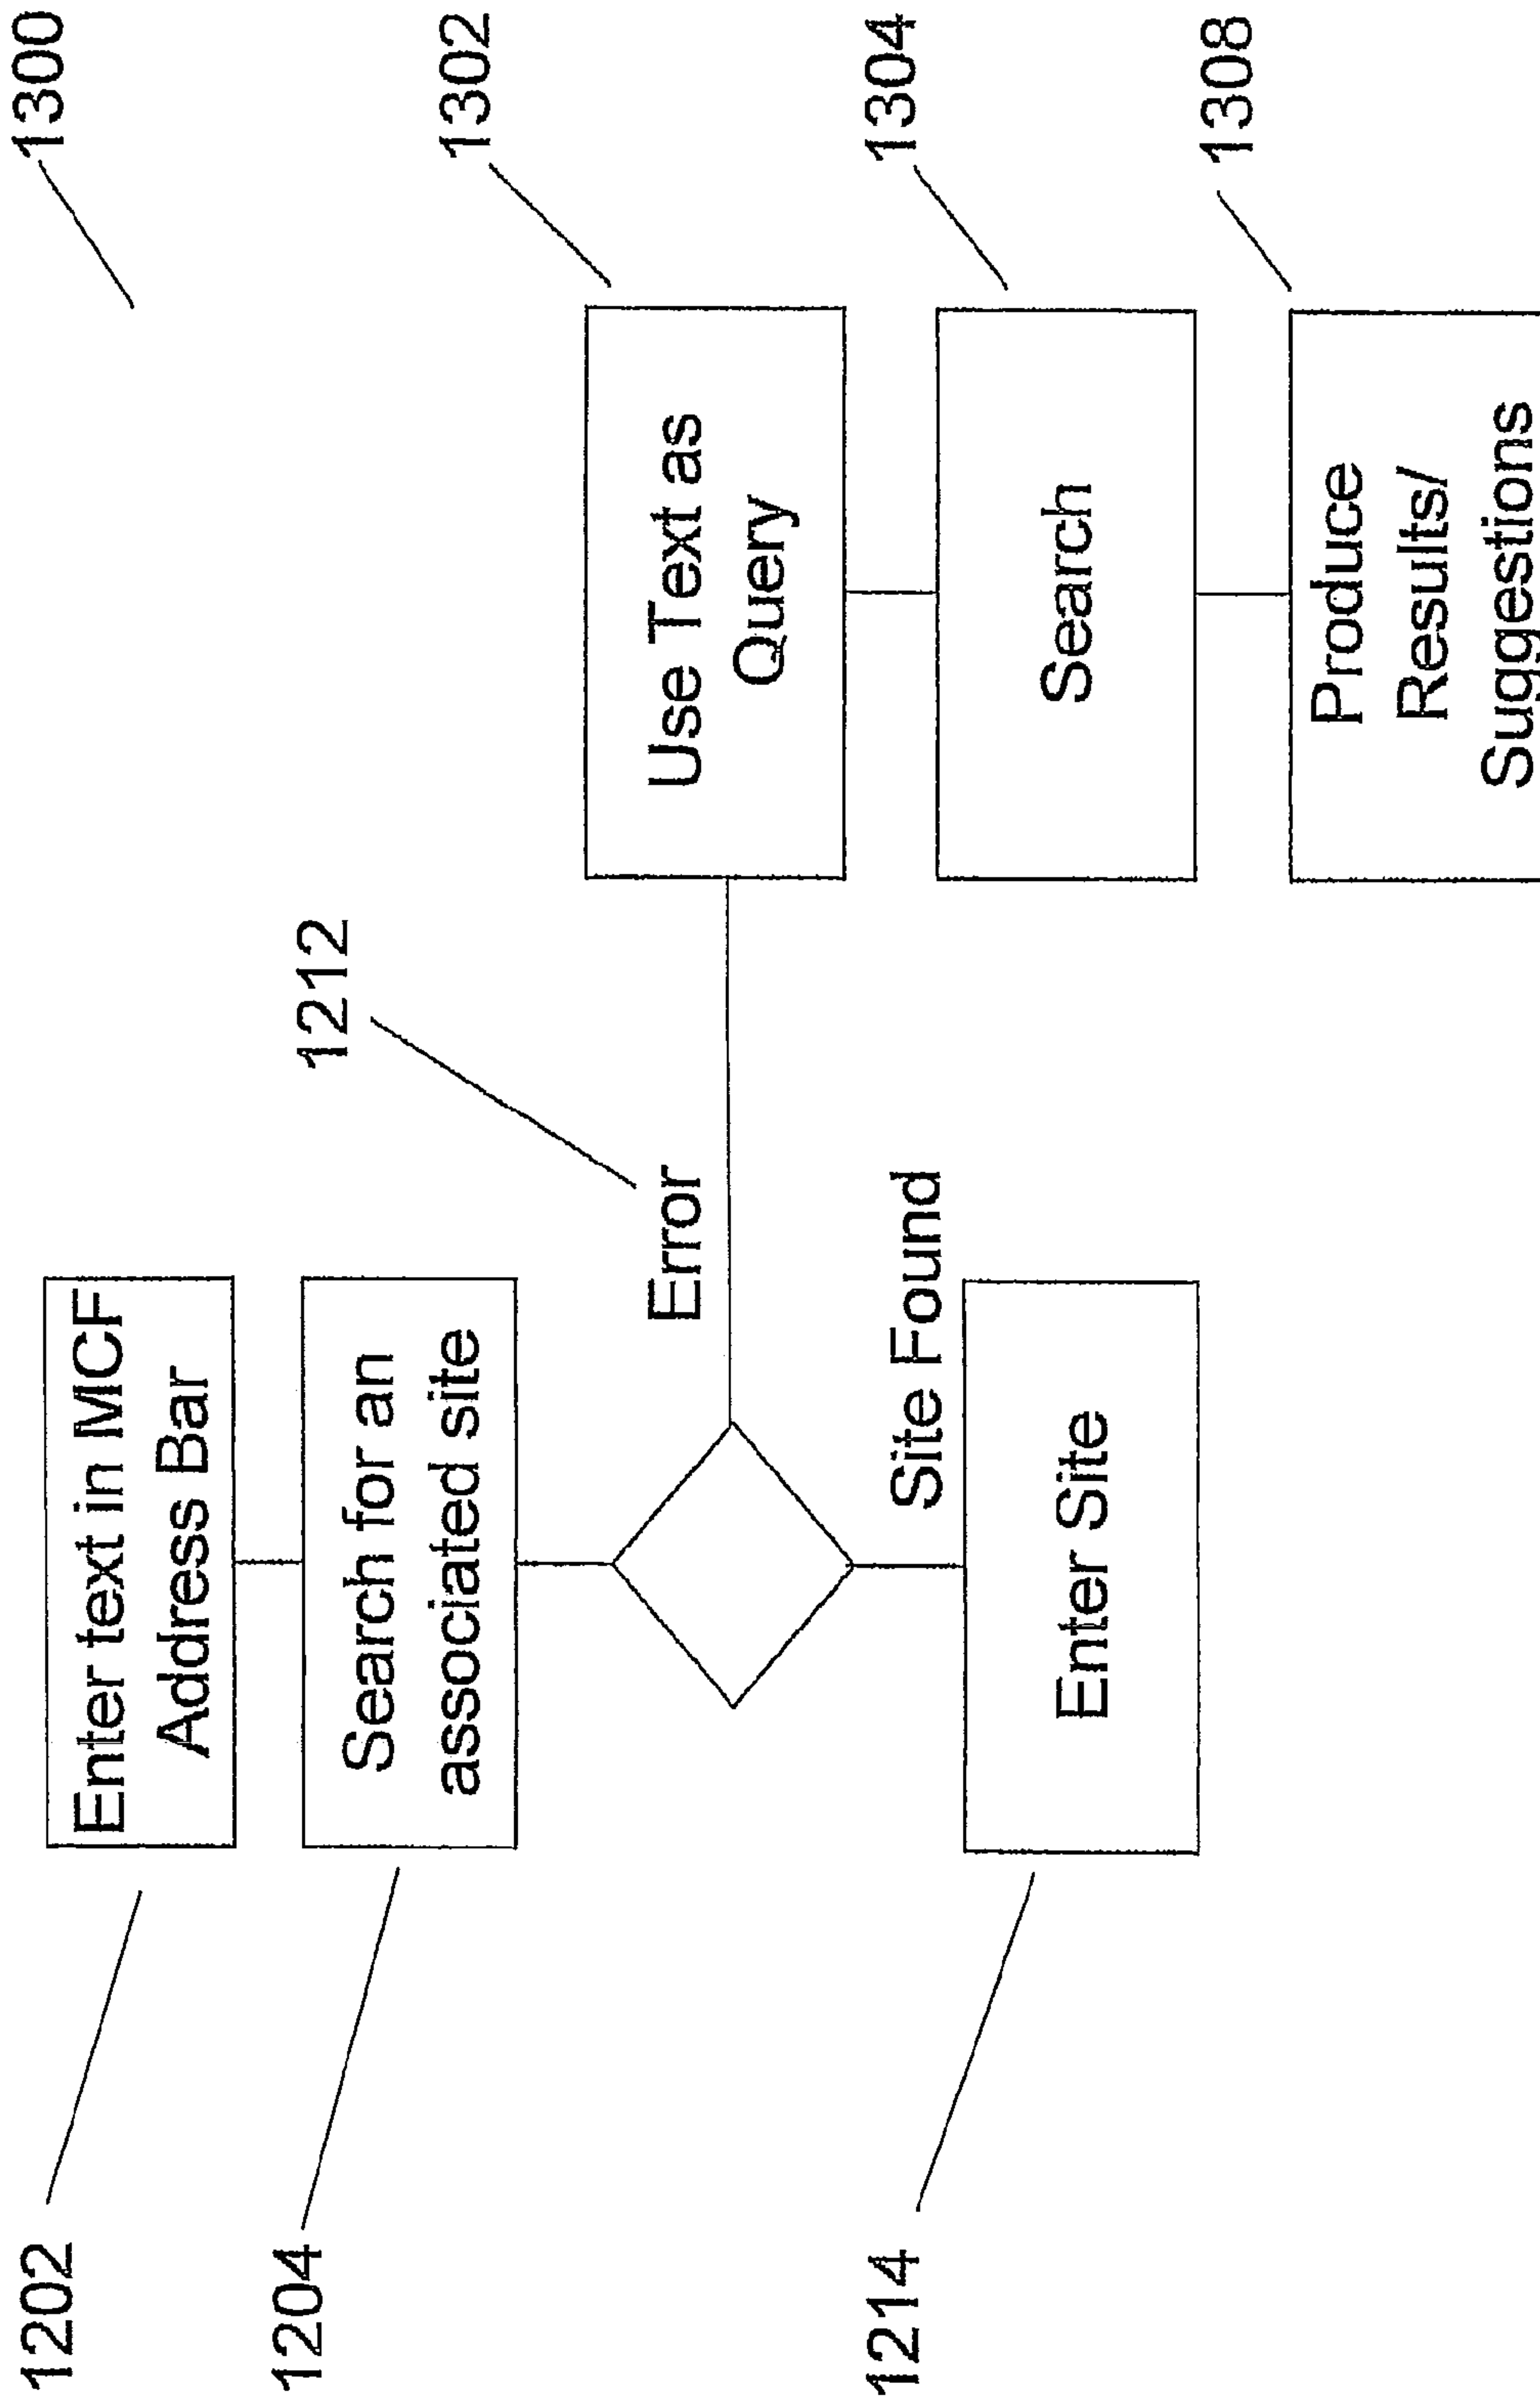 1300
1202
Enter text in MCF
Address Bar
1204
Search for an
associated site
1212
Error
Site Found
1214
Enter Site
1302
Use Text as
Query
1304
Search
1308
Produce
Results/
Suggestions